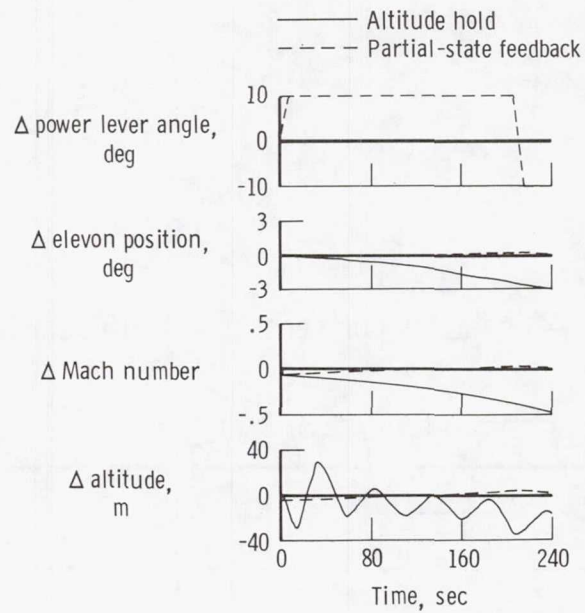 Altitude hold
Partial-state feedback
Δ power lever angle,
deg
10
0
-10
Δ elevon position,
deg
3
0
-3
Δ Mach number
.5
0
-.5
Δ altitude,
m
40
0
-40
0 80 160 240
Time, sec